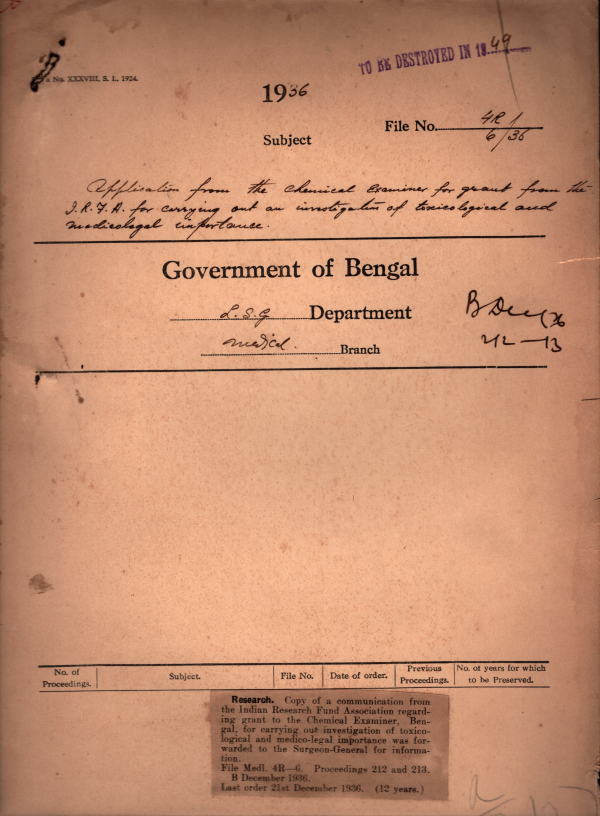 No. XXXVIII, S. L. 1924.
TO BE DESTROYED IN 1949
1936
File No. 4R 1
6/36
Subject
Application from the Chemical Examiner for grant from the
I.R.F.A. for carrying out an investigation of toxicological and
medicolegal importance.
Government of Bengal
L.S.G Department
B Dec/36
212-13
Medical. Branch
No. of Proceedings. Subject. File No. Date of order. Previous Proceedings. No. of years for which to be Preserved.
Research. Copy of a communication from
the Indian Research Fund Association regard-
ing grant to the Chemical Examiner, Ben-
gal, for carrying out investigation of toxico-
logical and medico-legal importance was for-
warded to the Surgeon-General for informa-
tion.
File Medl. 4R—6. Proceedings 212 and 213.
B December 1936.
Last order 21st December 1936. (12 years.)